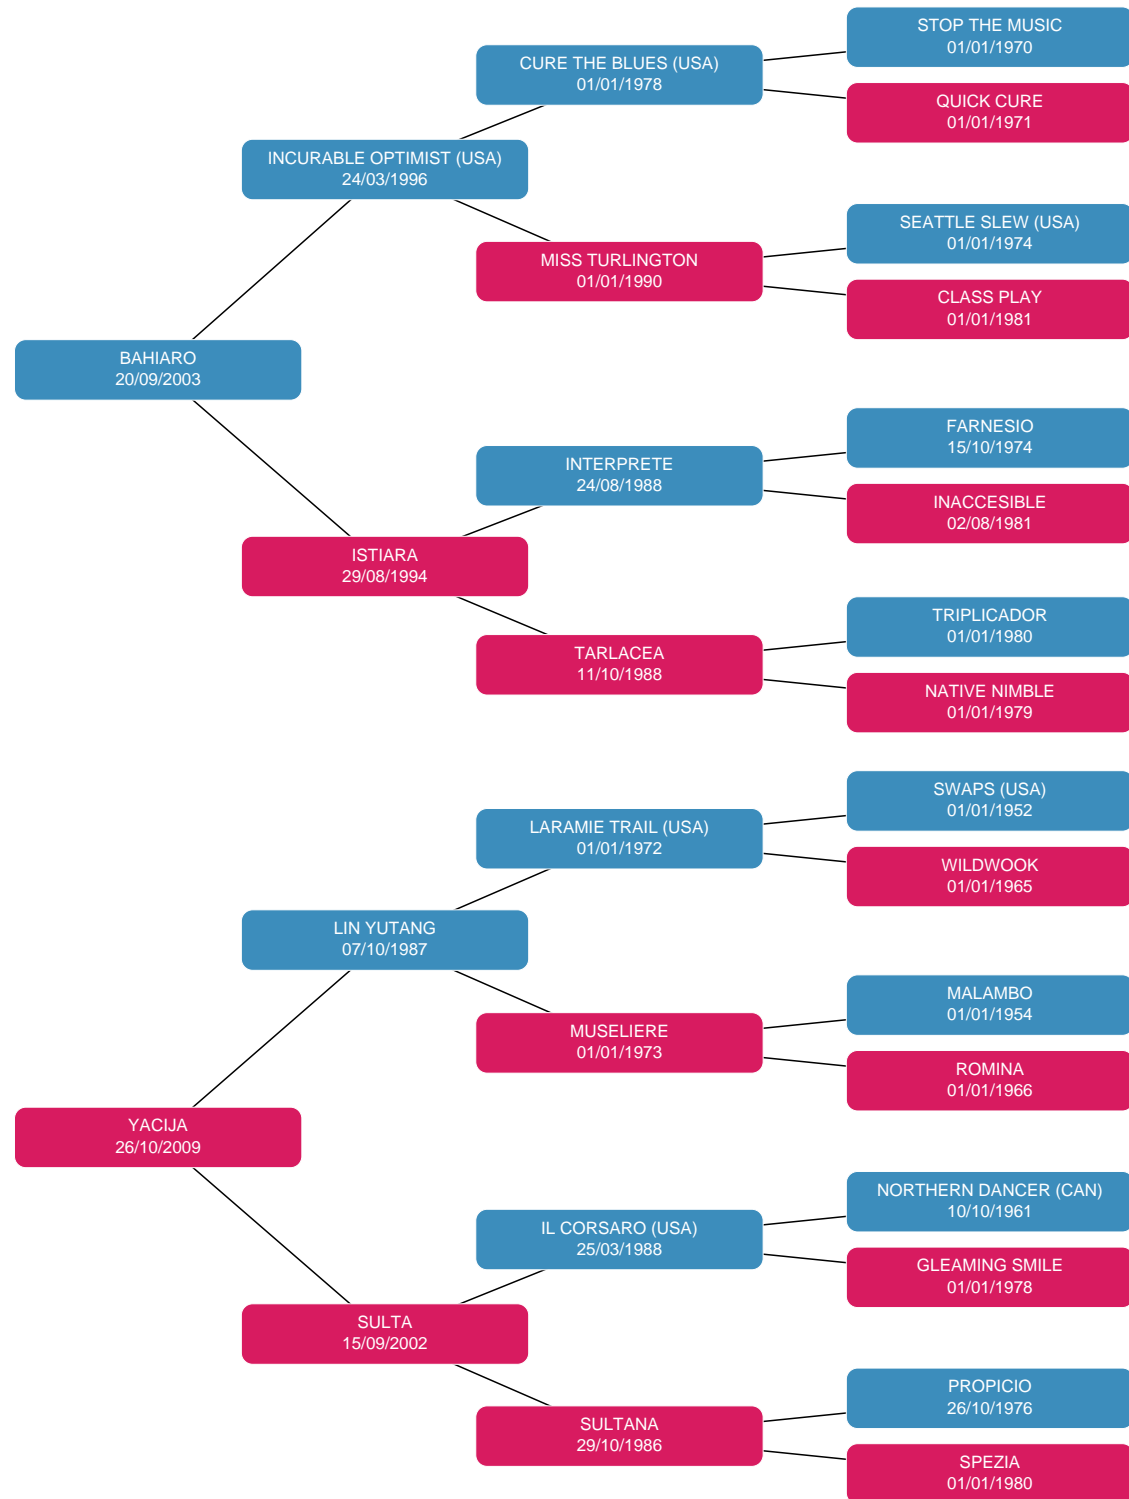 STOP THE MUSIC
01/01/1970
CURE THE BLUES (USA)
01/01/1978
QUICK CURE
01/01/1971
INCURABLE OPTIMIST (USA)
24/03/1996
SEATTLE SLEW (USA)
01/01/1974
MISS TURLINGTON
01/01/1990
CLASS PLAY
01/01/1981
BAHIARO
20/09/2003
FARNESIO
15/10/1974
INTERPRETE
24/08/1988
INACCESIBLE
02/08/1981
ISTIARA
29/08/1994
TRIPLICADOR
01/01/1980
TARLACEA
11/10/1988
NATIVE NIMBLE
01/01/1979
SWAPS (USA)
01/01/1952
LARAMIE TRAIL (USA)
01/01/1972
WILDWOOK
01/01/1965
LIN YUTANG
07/10/1987
MALAMBO
01/01/1954
MUSELIERE
01/01/1973
ROMINA
01/01/1966
YACIJA
26/10/2009
NORTHERN DANCER (CAN)
10/10/1961
IL CORSARO (USA)
25/03/1988
GLEAMING SMILE
01/01/1978
SULTA
15/09/2002
PROPICIO
26/10/1976
SULTANA
29/10/1986
SPEZIA
01/01/1980